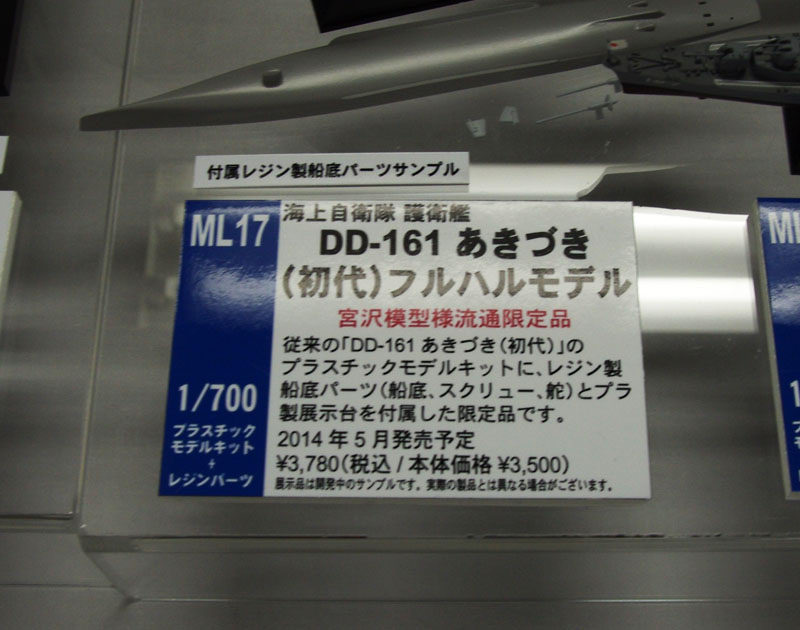 付属レジン製船底パーツサンプル
ML17
海上自衛隊 護衛艦
DD-161 あきづき
(初代)フルハルモデル
宮沢模型様流通限定品
従来の「DD-161 あきづき(初代)」の
プラスチックモデルキットに、レジン製
船底パーツ(船底、スクリュー、舵)とプラ
製展示台を付属した限定品です。
2014年5月発売予定
¥3,780(税込 / 本体価格 ¥3,500)
展示品は開発中のサンプルです。実際の製品とは異なる場合がございます。
1/700
プラスチック
モデルキット
+
レジンパーツ